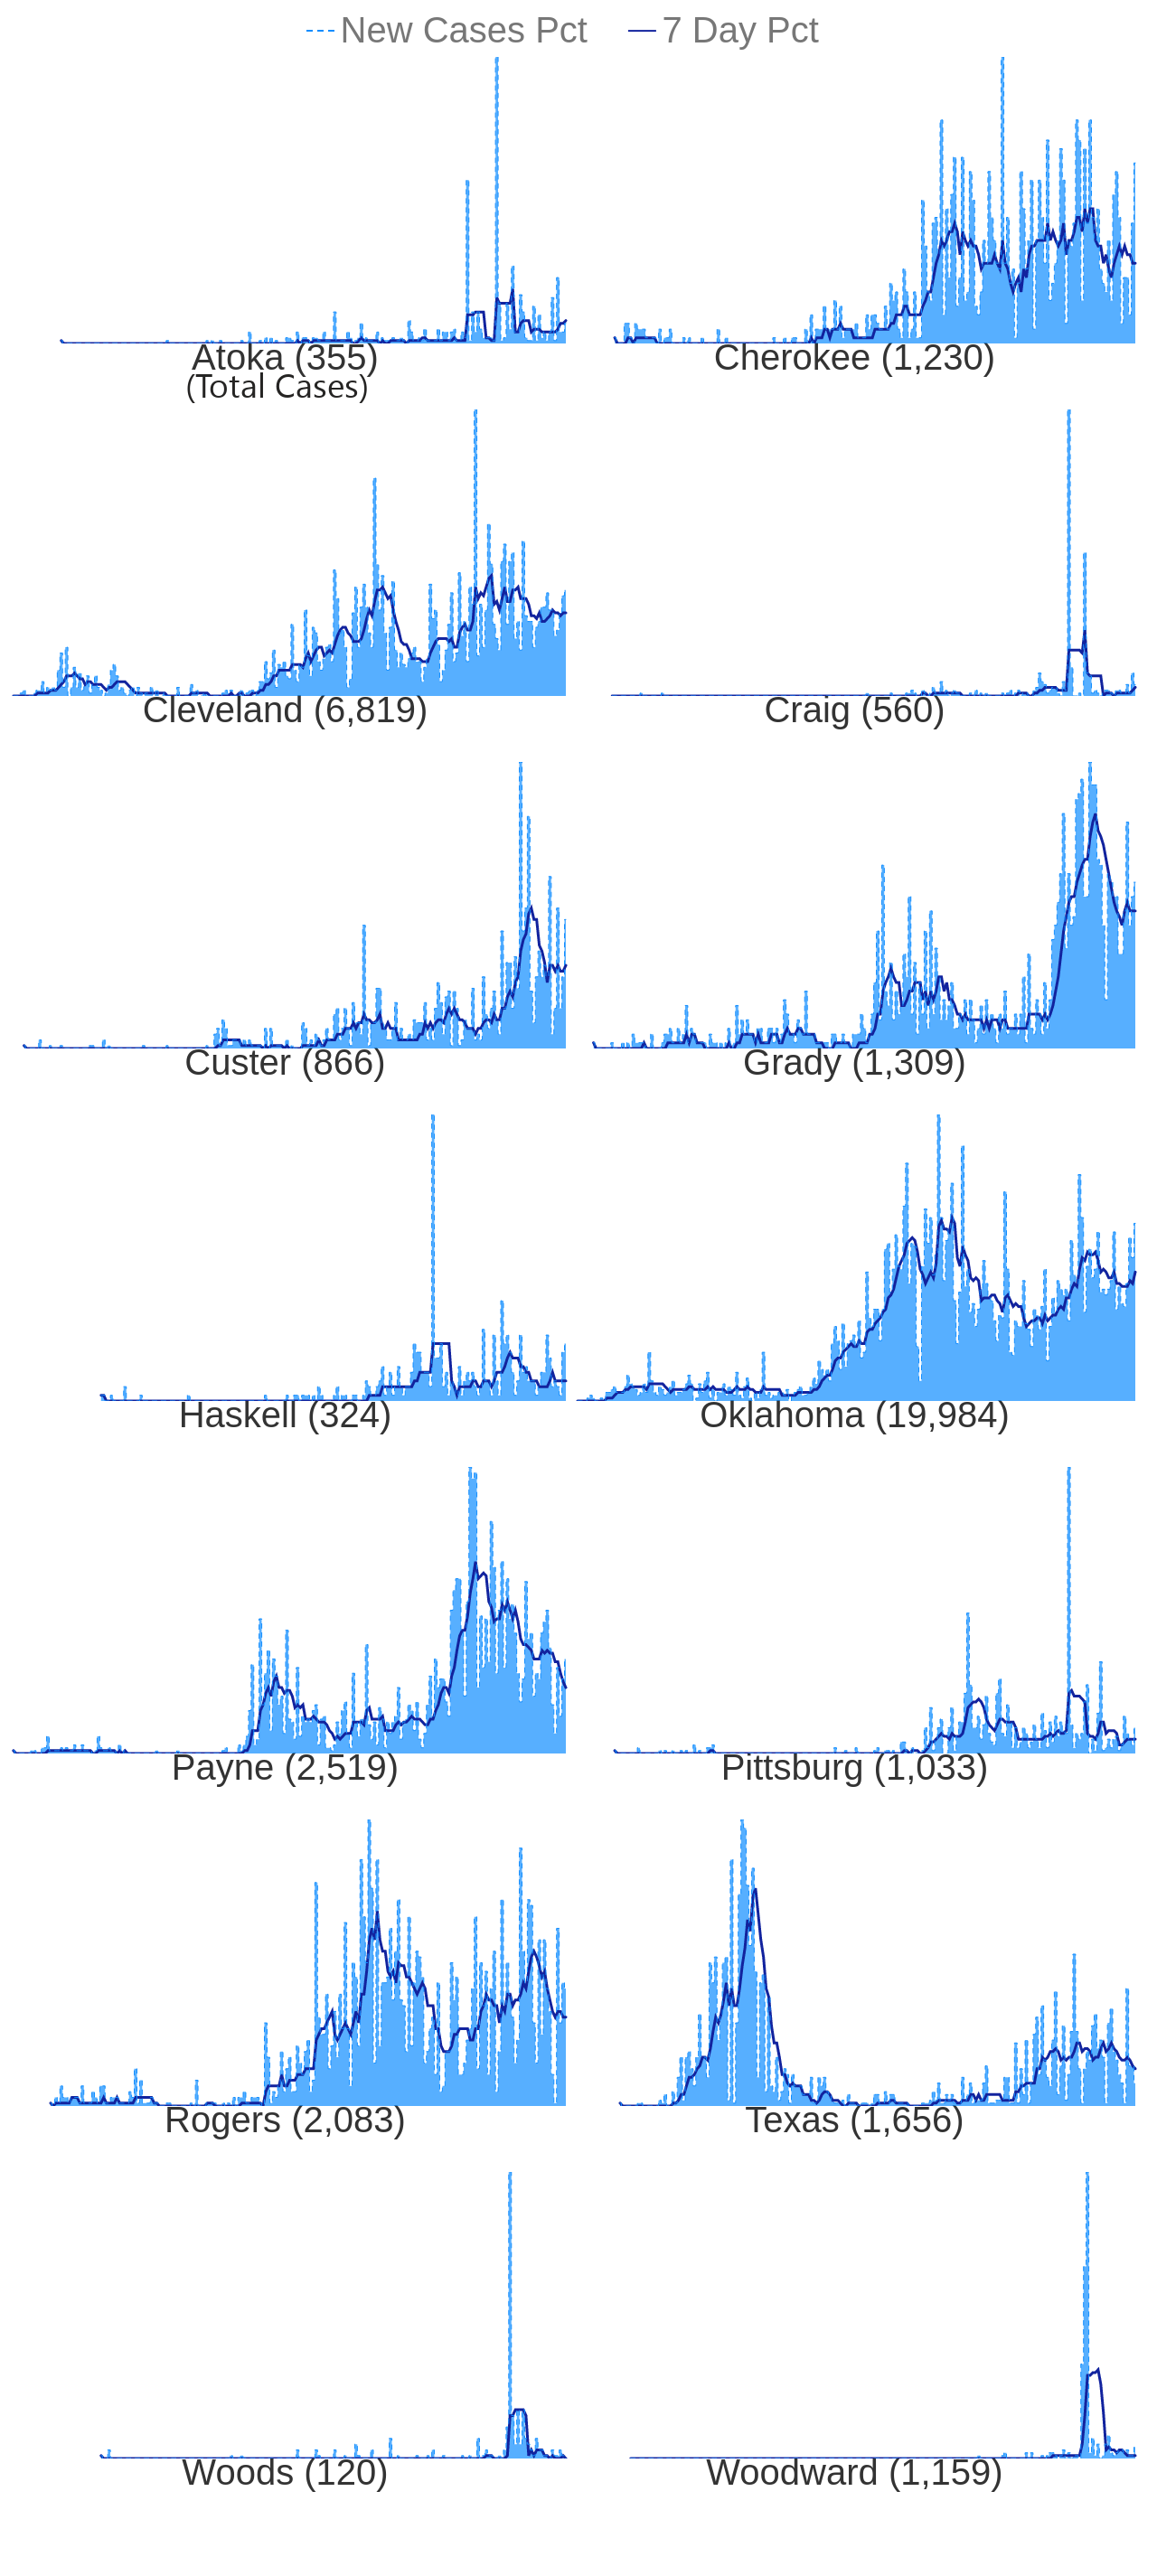 New Cases Pct 7 Day Pct
Atoka (355) Cherokee (1,230)
(Total Cases)
Cleveland (6,819) Craig (560)
Custer (866) Grady (1,309)
Haskell (324) Oklahoma (19,984)
Payne (2,519) Pittsburg (1,033)
Rogers (2,083) Texas (1,656)
Woods (120) Woodward (1,159)